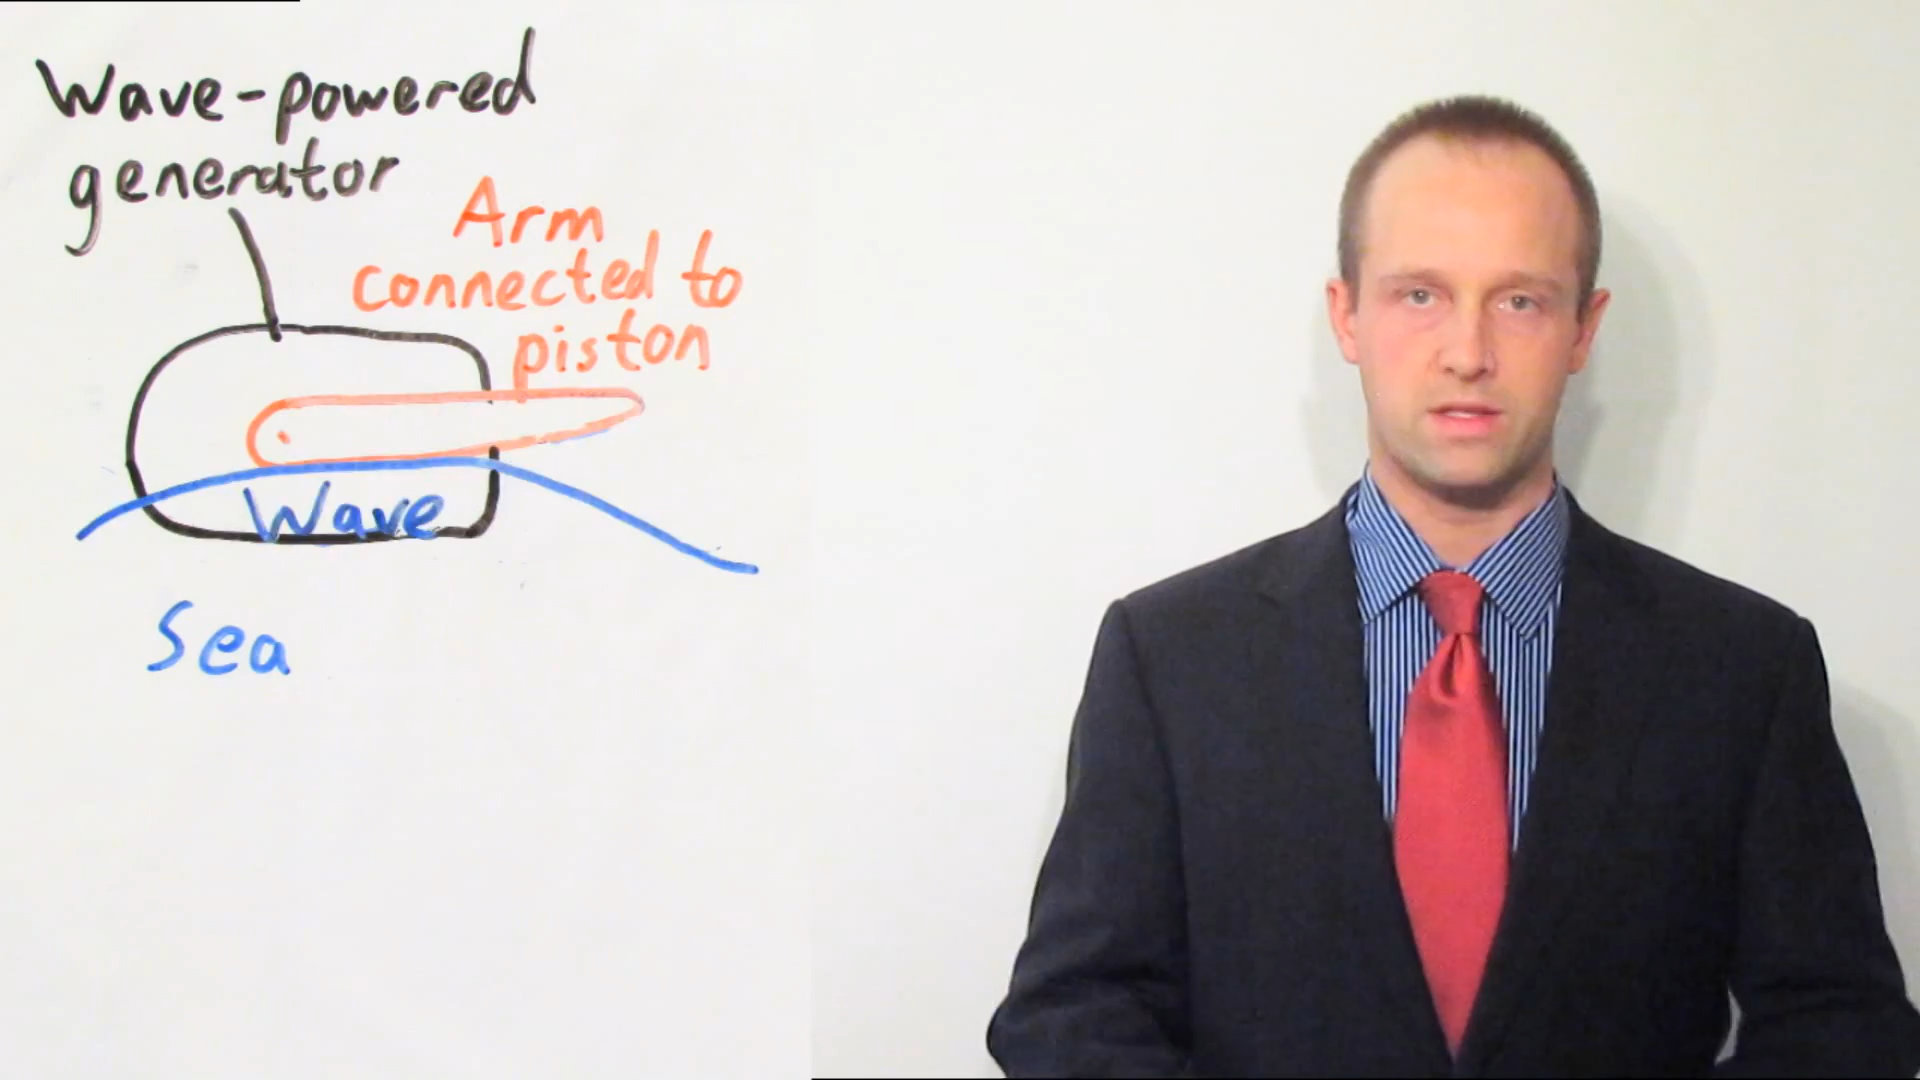 Wave-powered
generator
Arm
connected to
piston
Wave
Sea